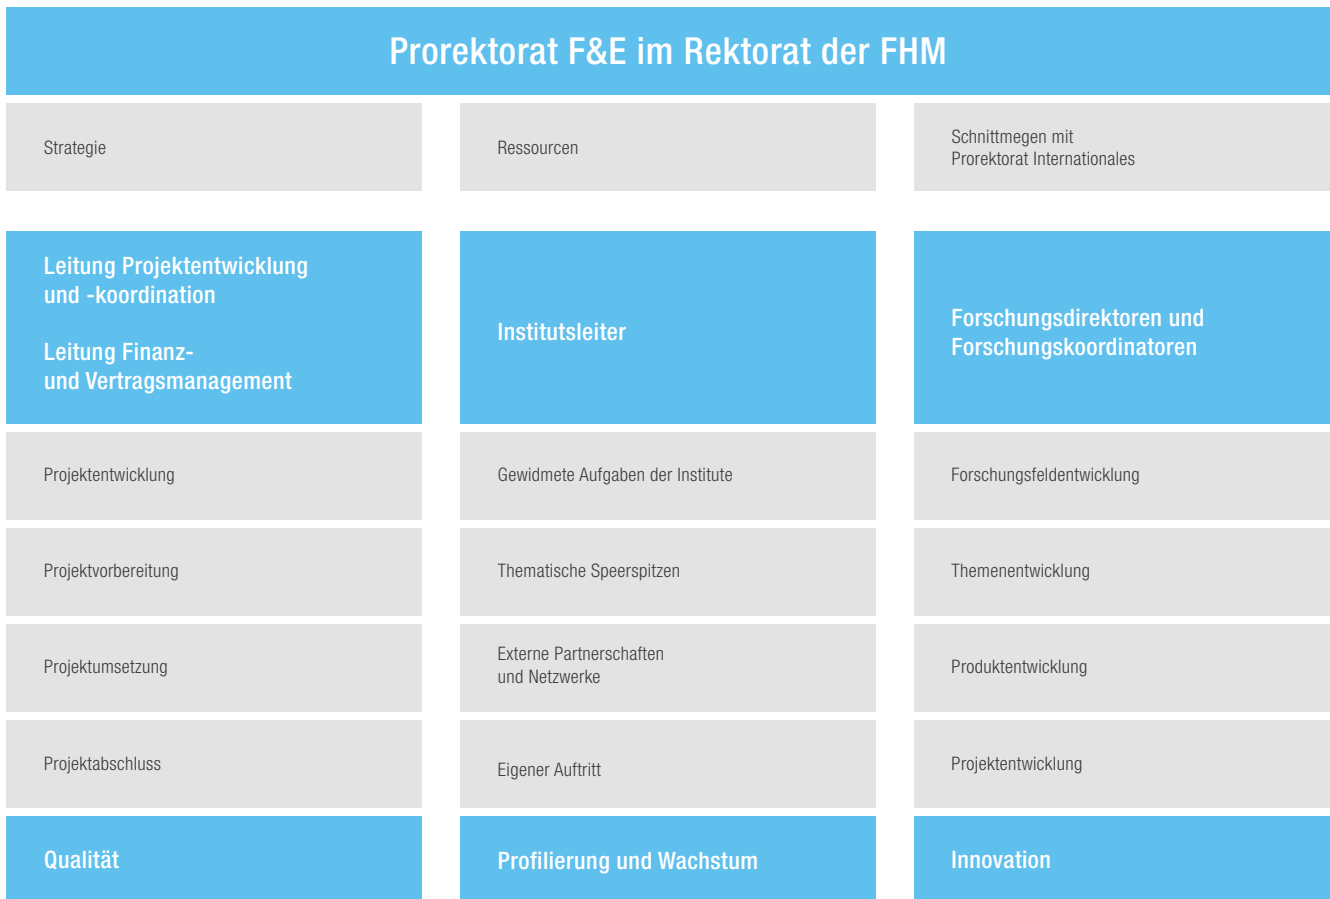 Prorektorat F&E im Rektorat der FHM
Strategie
Ressourcen
Schnittmegen mit
Prorektorat Internationales
Leitung Projektentwicklung
und -koordination
Leitung Finanz-
und Vertragsmanagement
Institutsleiter
Forschungsdirektoren und
Forschungskoordinatoren
Projektentwicklung
Gewidmete Aufgaben der Institute
Forschungsfeldentwicklung
Projektvorbereitung
Thematische Speerspitzen
Themenentwicklung
Projektumsetzung
Externe Partnerschaften
und Netzwerke
Produktentwicklung
Projektabschluss
Eigener Auftritt
Projektentwicklung
Qualität
Profilierung und Wachstum
Innovation